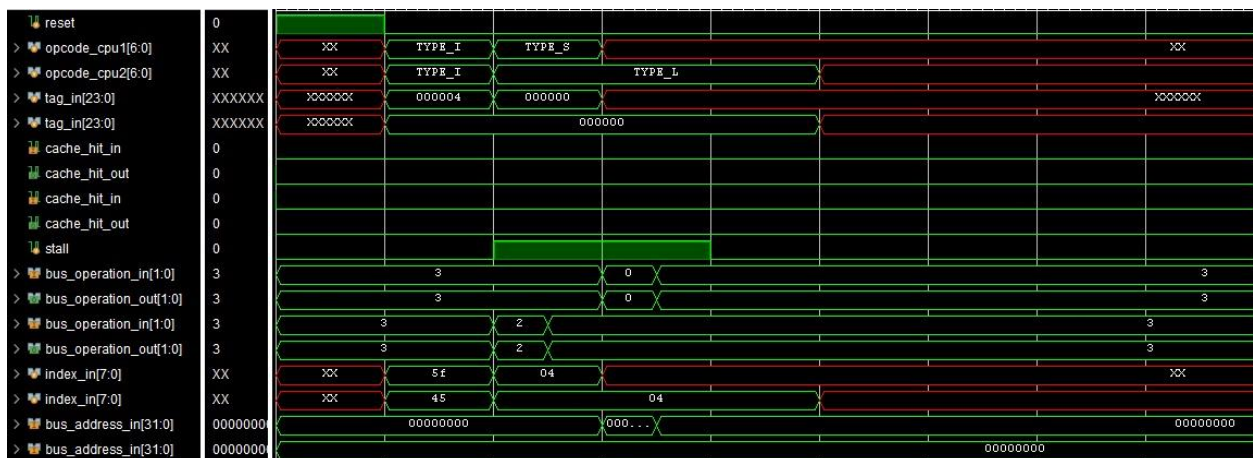 reset 0
opcode_cpu1[6:0] XX XX TYPE_I TYPE_S XX
opcode_cpu2[6:0] XX XX TYPE_I TYPE_L
tag_in[23:0] XXXXXX XXXXXX 000004 000000 XXXXXX
tag_in[23:0] XXXXXX XXXXXX 000000
cache_hit_in 0
cache_hit_out 0
cache_hit_in 0
cache_hit_out 0
stall 0
bus_operation_in[1:0] 3 3 0 3
bus_operation_out[1:0] 3 3 0 3
bus_operation_in[1:0] 3 3 2 3
bus_operation_out[1:0] 3 3 2 3
index_in[7:0] XX XX 5f 04 XX
index_in[7:0] XX XX 45 04
bus_address_in[31:0] 00000000 00000000 000... 00000000
bus_address_in[31:0] 00000000 00000000